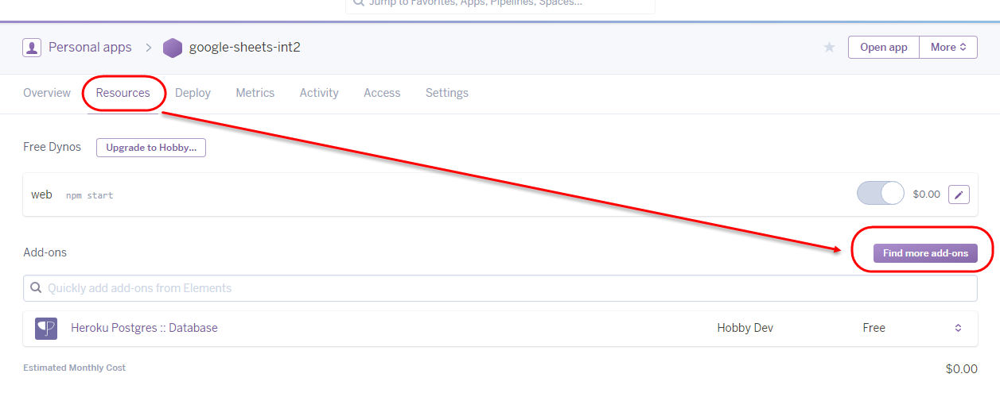 Jump to Favorites, Apps, Pipelines, Spaces...
Personal apps > google-sheets-int2
Open app More
Overview Resources Deploy Metrics Activity Access Settings
Free Dynos Upgrade to Hobby...
web npm start $0.00
Add-ons Find more add-ons
Quickly add add-ons from Elements
Heroku Postgres :: Database Hobby Dev Free
Estimated Monthly Cost $0.00